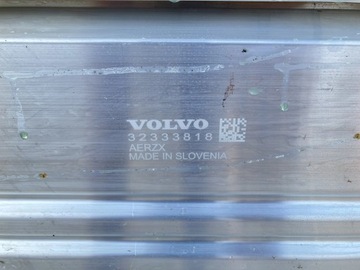 VOLVO
32333818
AERZX
MADE IN SLOVENIA